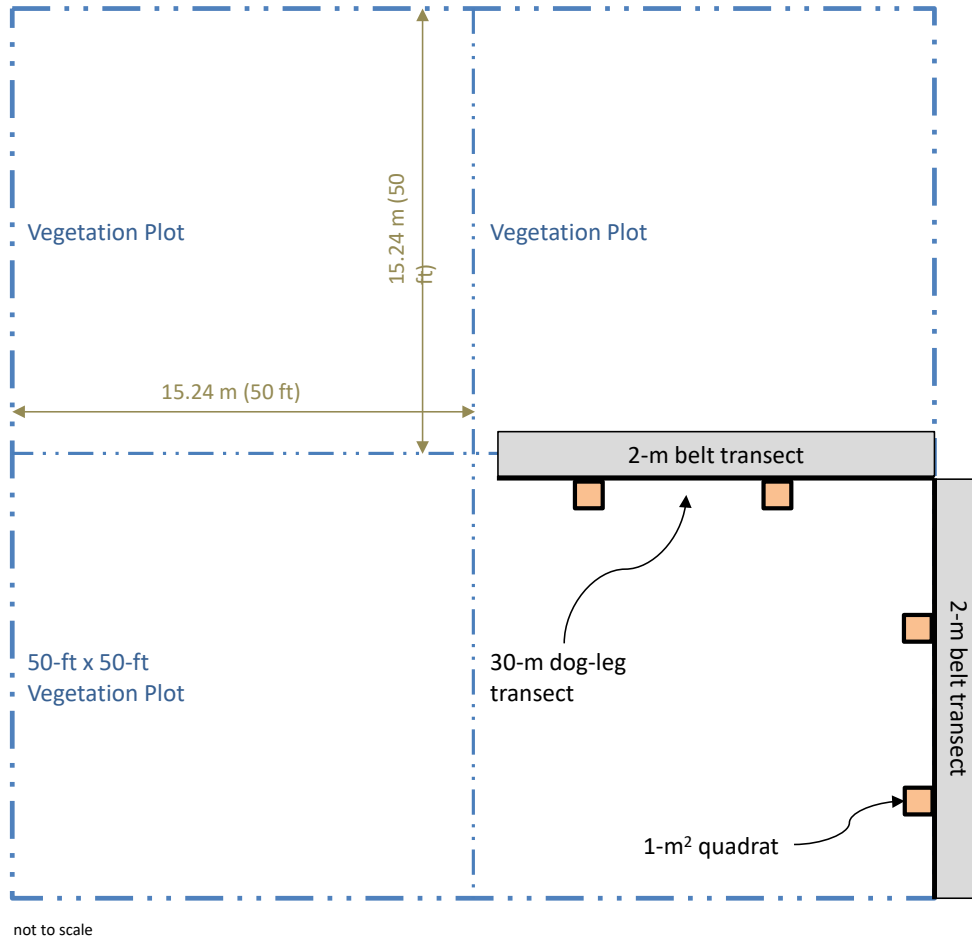 Vegetation Plot
Vegetation Plot
15.24 m (50
ft)
15.24 m (50 ft)
2-m belt transect
2-m belt transect
50-ft x 50-ft
Vegetation Plot
30-m dog-leg
transect
1-m² quadrat
not to scale